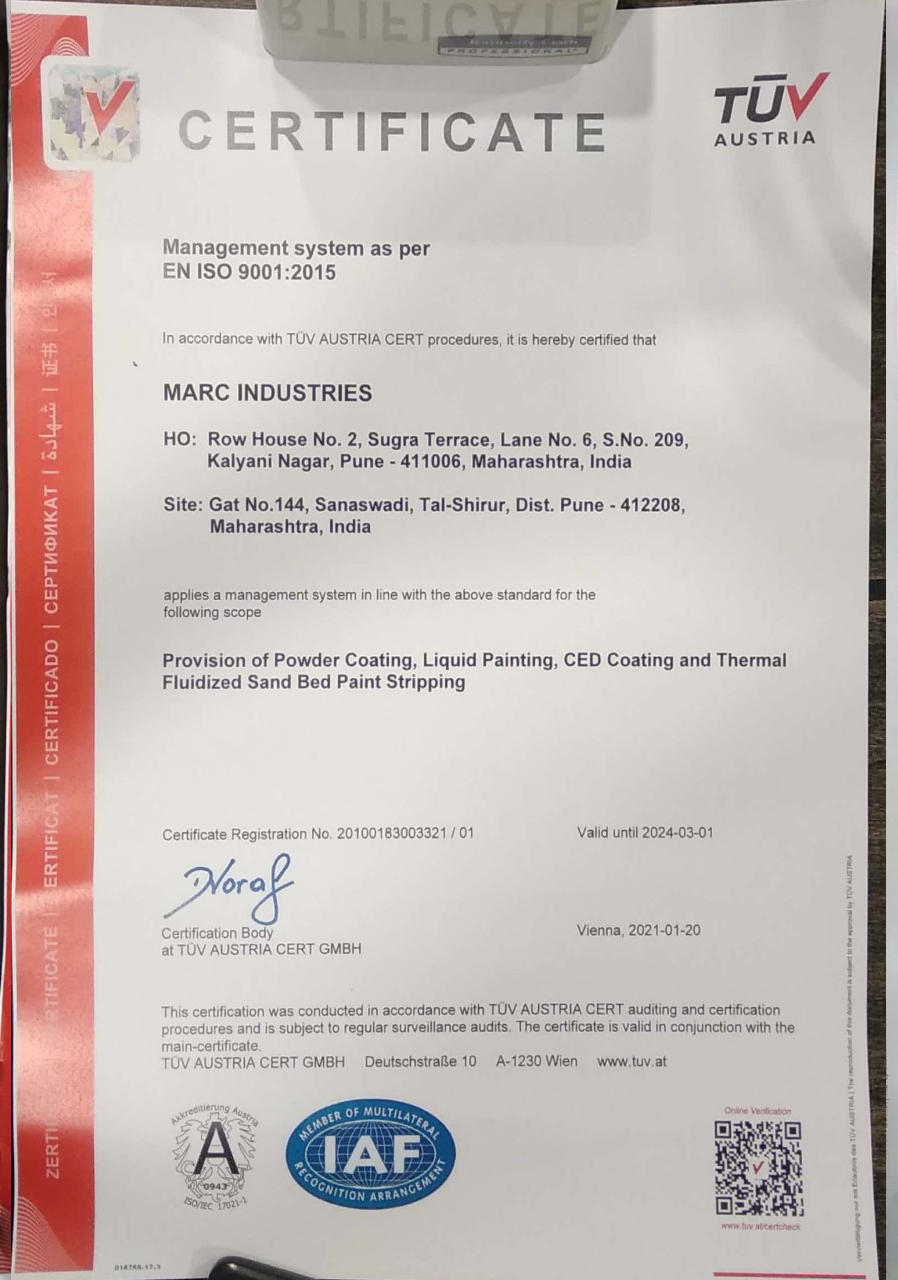 CERTIFICATE
PROFESSIONAL
TÜV
AUSTRIA
CERTIFICATE
Management system as per
EN ISO 9001:2015
In accordance with TÜV AUSTRIA CERT procedures, it is hereby certified that
MARC INDUSTRIES
HO: Row House No. 2, Sugra Terrace, Lane No. 6, S.No. 209,
Kalyani Nagar, Pune - 411006, Maharashtra, India
Site: Gat No.144, Sanaswadi, Tal-Shirur, Dist. Pune - 412208,
Maharashtra, India
applies a management system in line with the above standard for the
following scope
Provision of Powder Coating, Liquid Painting, CED Coating and Thermal
Fluidized Sand Bed Paint Stripping
Certificate Registration No. 20100183003321 / 01
Valid until 2024-03-01
Certification Body
at TÜV AUSTRIA CERT GMBH
Vienna, 2021-01-20
This certification was conducted in accordance with TÜV AUSTRIA CERT auditing and certification
procedures and is subject to regular surveillance audits. The certificate is valid in conjunction with the
main-certificate.
TÜV AUSTRIA CERT GMBH Deutschstraße 10 A-1230 Wien www.tuv.at
Akkreditierung Austria
A
0943
ISO/IEC 17021-1
MEMBER OF MULTILATERAL
IAF
RECOGNITION ARRANGEMENT
Online Verification
www.tuv.at/certcheck
| CERTIFICADO | СЕРТИФИКАТ | شهادة | 证书 |
Vervielfältigung nur mit Erlaubnis des TÜV AUSTRIA | The reproduction of this document is subject to the approval by TÜV AUSTRIA